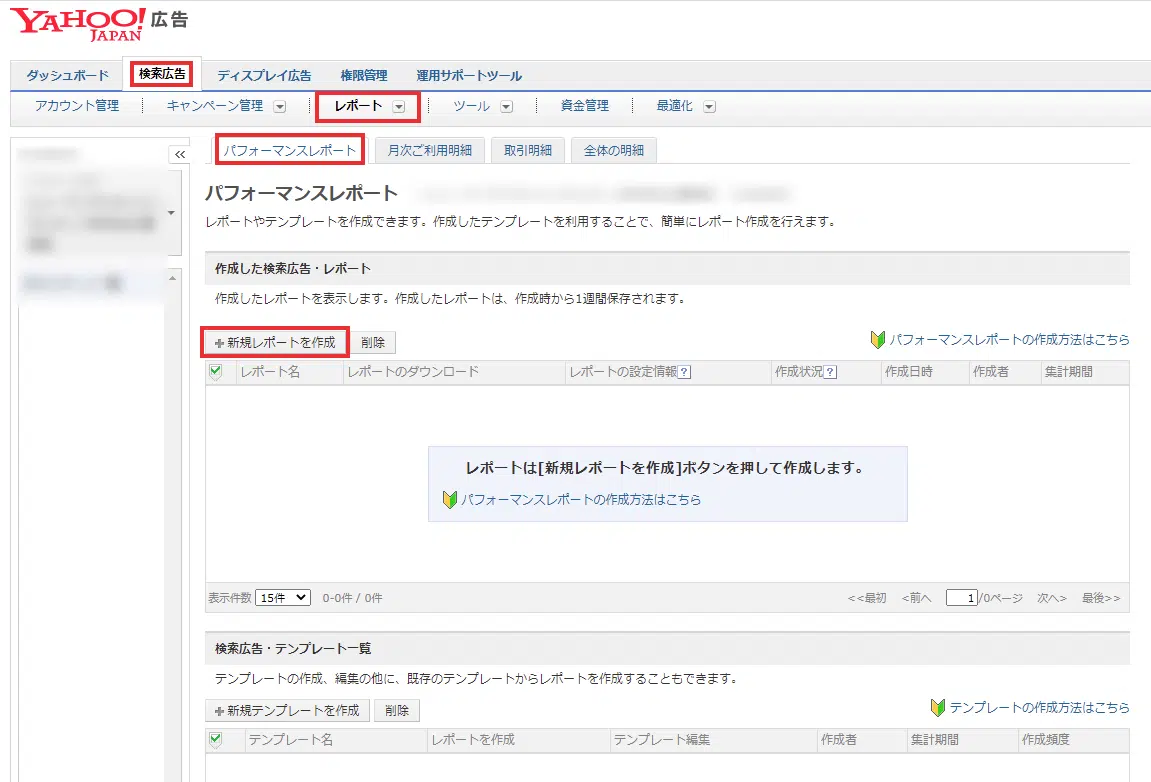 YAHOO! JAPAN 広告
ダッシュボード 検索広告 ディスプレイ広告 権限管理 運用サポートツール
アカウント管理 キャンペーン管理 レポート ツール 資金管理 最適化
<< パフォーマンスレポート 月次ご利用明細 取引明細 全体の明細
パフォーマンスレポート
レポートやテンプレートを作成できます。作成したテンプレートを利用することで、簡単にレポート作成を行えます。
作成した検索広告・レポート
作成したレポートを表示します。作成したレポートは、作成時から1週間保存されます。
+新規レポートを作成 削除 パフォーマンスレポートの作成方法はこちら
レポート名 レポートのダウンロード レポートの設定情報? 作成状況? 作成日時 作成者 集計期間
レポートは[新規レポートを作成]ボタンを押して作成します。
パフォーマンスレポートの作成方法はこちら
表示件数 15件 0-0件 / 0件 <<最初 <前へ 1 /0ページ 次へ> 最後>>
検索広告・テンプレート一覧
テンプレートの作成、編集の他に、既存のテンプレートからレポートを作成することもできます。
+新規テンプレートを作成 削除 テンプレートの作成方法はこちら
テンプレート名 レポートを作成 テンプレート編集 作成者 集計期間 作成頻度